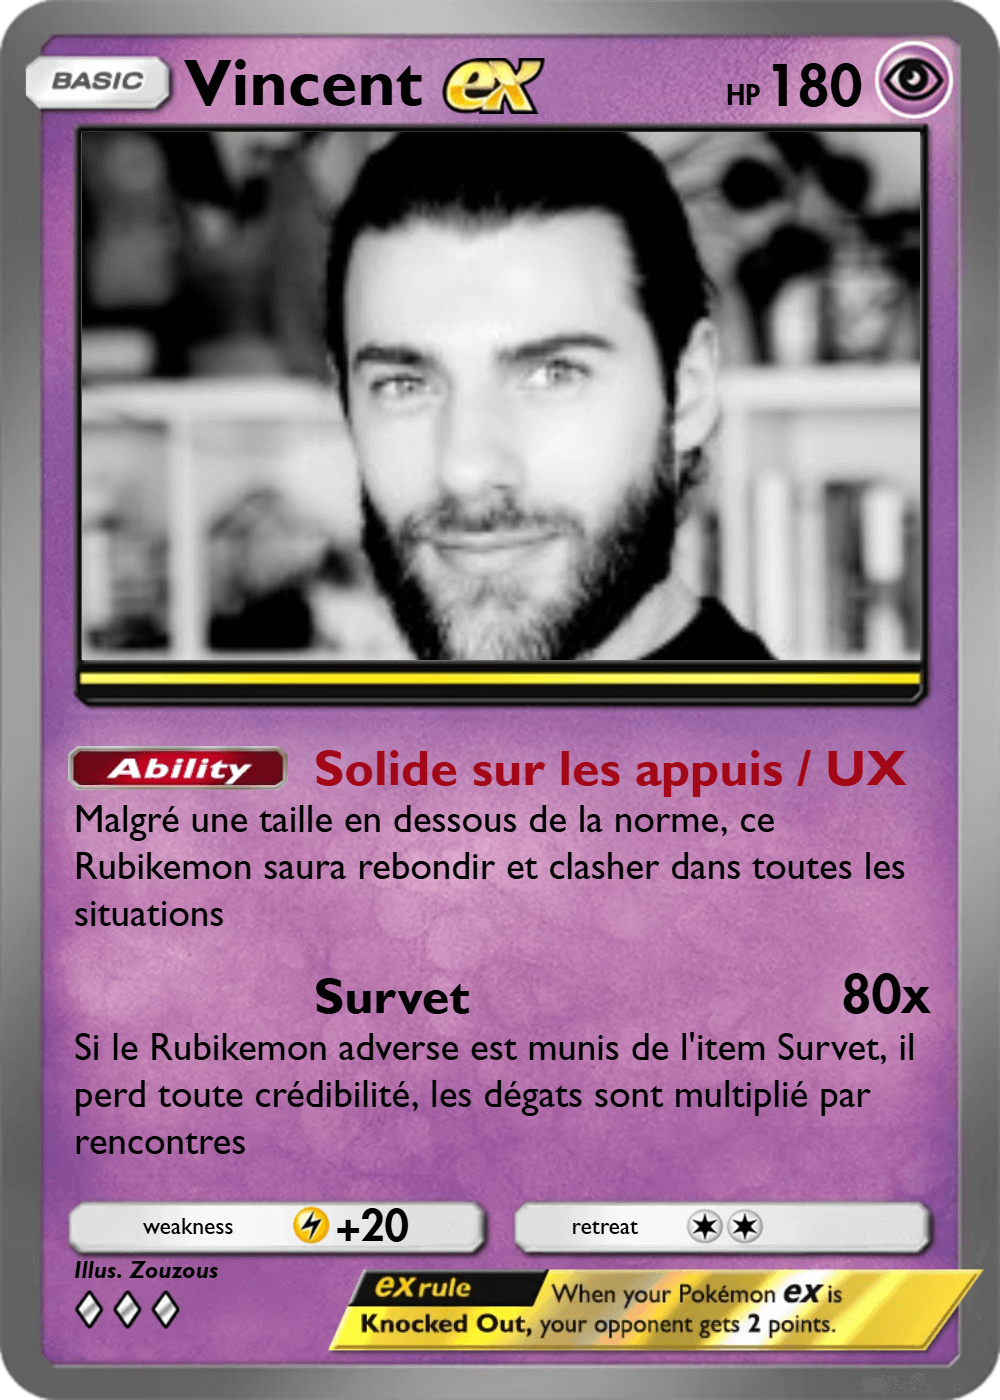 BASIC Vincent ex HP 180
Ability Solide sur les appuis / UX
Malgré une taille en dessous de la norme, ce
Rubikemon saura rebondir et clasher dans toutes les
situations
Survet 80x
Si le Rubikemon adverse est munis de l'item Survet, il
perd toute crédibilité, les dégats sont multiplié par
rencontres
weakness +20 retreat
Illus. Zouzous
ex rule When your Pokémon ex is
Knocked Out, your opponent gets 2 points.